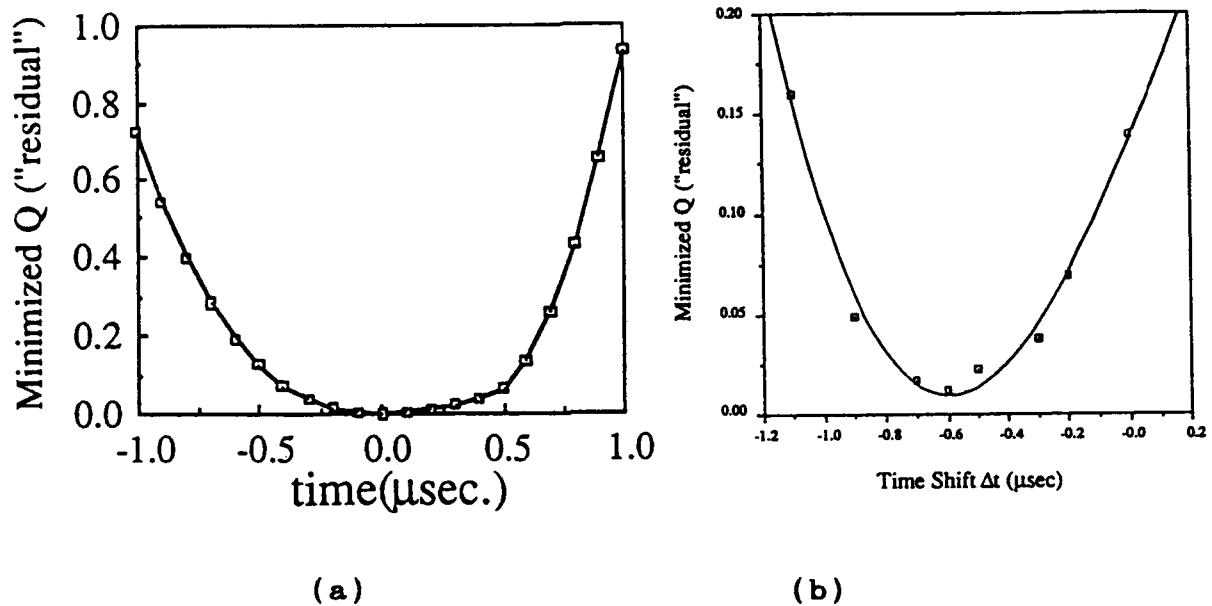 Minimized Q ("residual")
1.0
0.8
0.6
0.4
0.2
0.0
-1.0 -0.5 0.0 0.5 1.0
time(μsec.)
(a)
Minimized Q ("residual")
0.20
0.15
0.10
0.05
0.00
-1.2 -1.0 -0.8 -0.6 -0.4 -0.2 -0.0 0.2
Time Shift Δt (μsec)
(b)